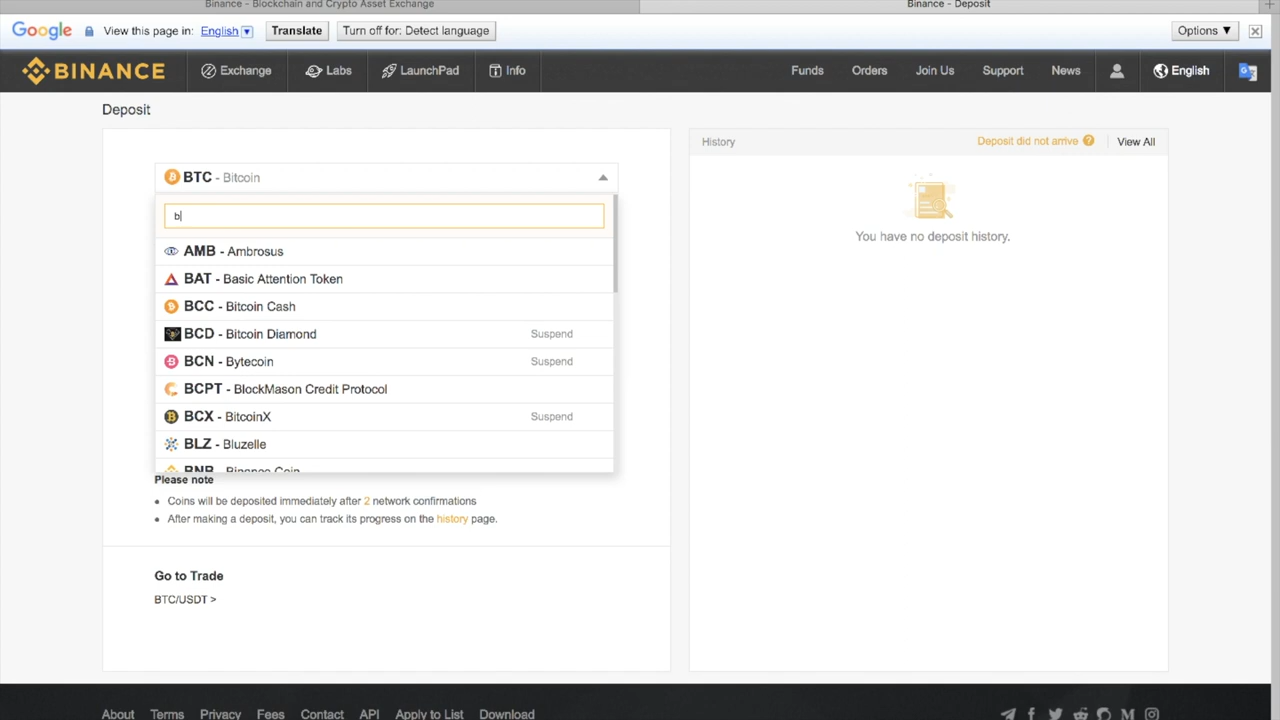 Binance - Blockchain and Crypto Asset Exchange
Binance - Deposit
Google View this page in: English Translate Turn off for: Detect language Options ▼
BINANCE Exchange Labs LaunchPad Info Funds Orders Join Us Support News English
Deposit
BTC - Bitcoin
b
AMB - Ambrosus
BAT - Basic Attention Token
BCC - Bitcoin Cash
BCD - Bitcoin Diamond Suspend
BCN - Bytecoin Suspend
BCPT - BlockMason Credit Protocol
BCX - BitcoinX Suspend
BLZ - Bluzelle
BNB - Binance Coin
Please note
• Coins will be deposited immediately after 2 network confirmations
• After making a deposit, you can track its progress on the history page.
Go to Trade
BTC/USDT >
History Deposit did not arrive ? View All
You have no deposit history.
About Terms Privacy Fees Contact API Apply to List Download